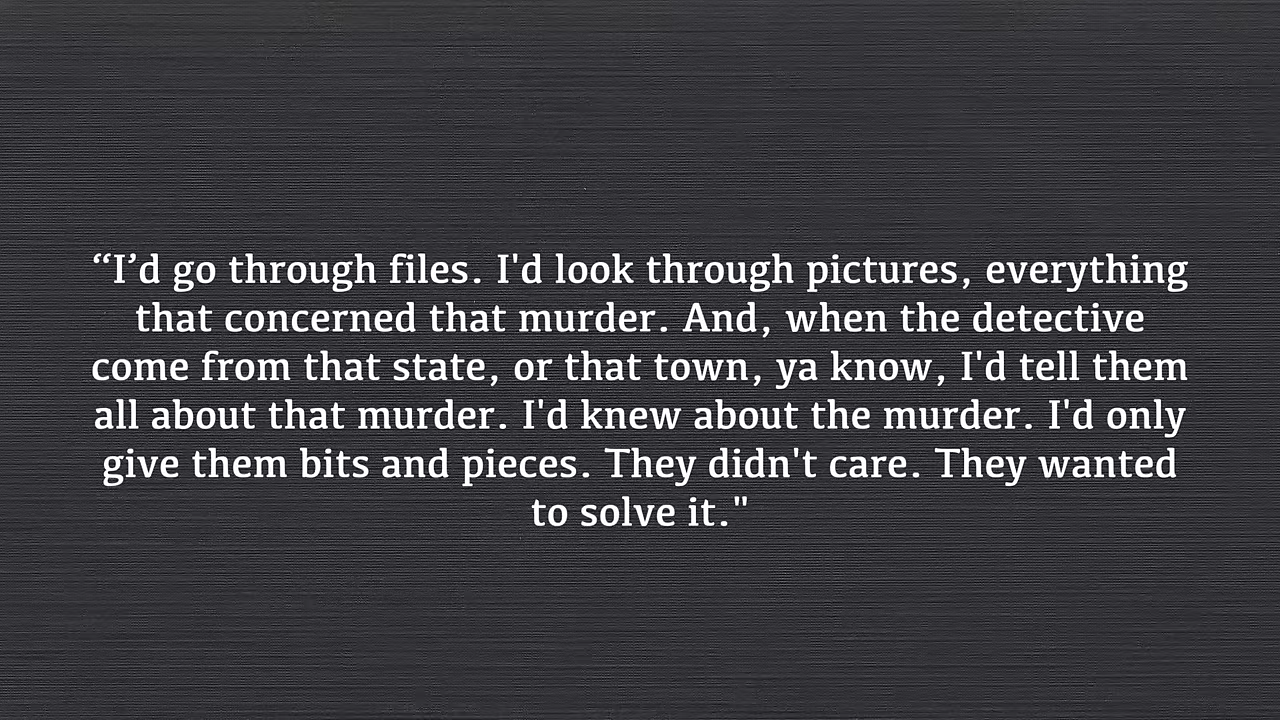 “I’d go through files. I'd look through pictures, everything
that concerned that murder. And, when the detective
come from that state, or that town, ya know, I'd tell them
all about that murder. I'd knew about the murder. I'd only
give them bits and pieces. They didn't care. They wanted
to solve it."